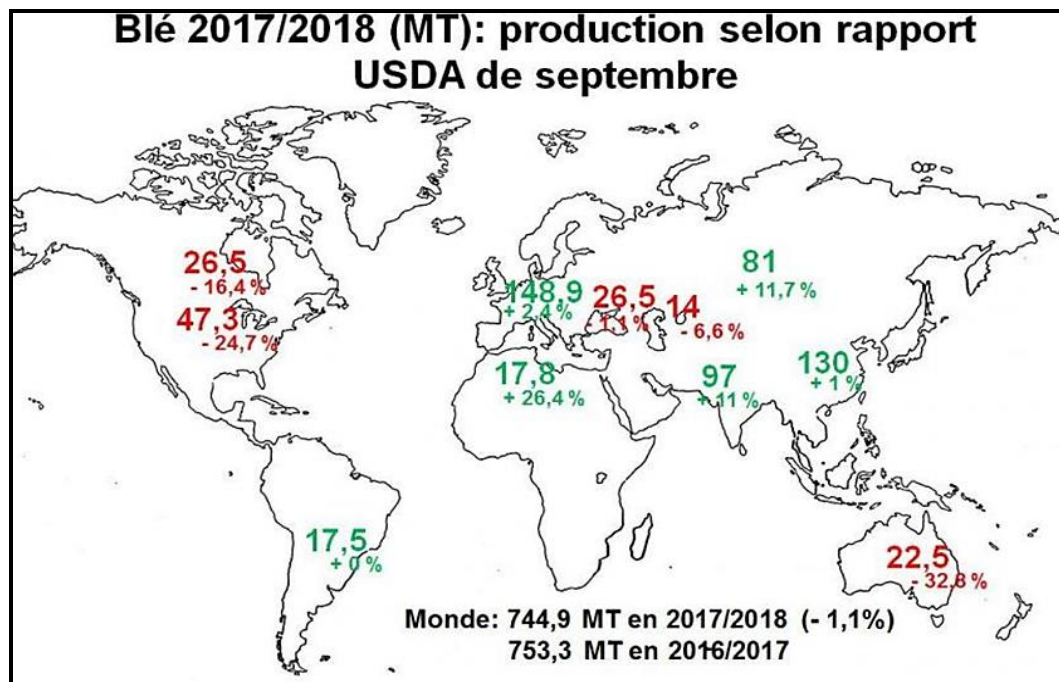 Blé 2017/2018 (MT): production selon rapport
USDA de septembre
26,5
- 16,4 %
47,3
- 24,7 %
148,9
+ 2,4 %
26,5
1,1 %
14
- 6,6 %
81
+ 11,7 %
17,8
+ 26,4 %
97
+ 11 %
130
+ 1 %
17,5
+ 0 %
22,5
- 32,8 %
Monde: 744,9 MT en 2017/2018 (- 1,1%)
753,3 MT en 2016/2017